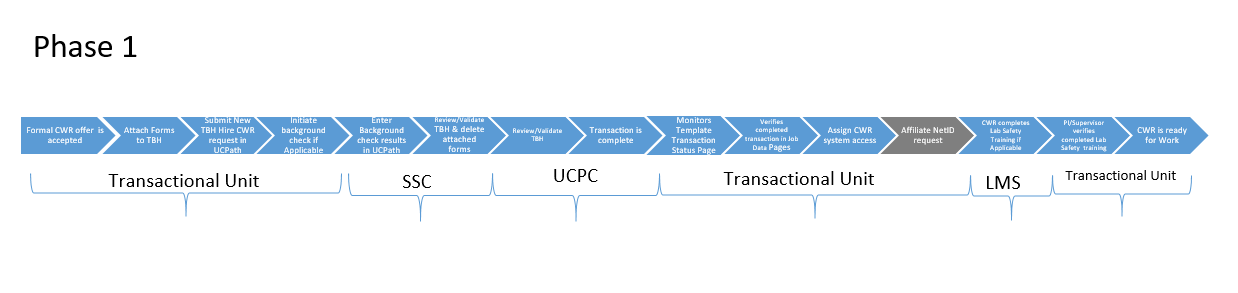 Phase 1
Formal CWR offer is
accepted
Attach Forms
to TBH
Submit New
TBH Hire CWR
request in
UCPath
Initiate
background
check if
Applicable
Enter
Background
check results
in UCPath
Review/Validate
TBH & delete
attached
forms
Review/Validate
TBH
Transaction is
complete
Monitors
Template
Transaction
Status Page
Verifies
completed
transaction in Job
Data Pages
Assign CWR
system access
Affiliate NetID
request
CWR completes
Lab Safety
Training if
Applicable
PI/Supervisor
verifies
completed Lab
Safety training
CWR is ready
for Work
Transactional Unit
SSC
UCPC
Transactional Unit
LMS
Transactional Unit